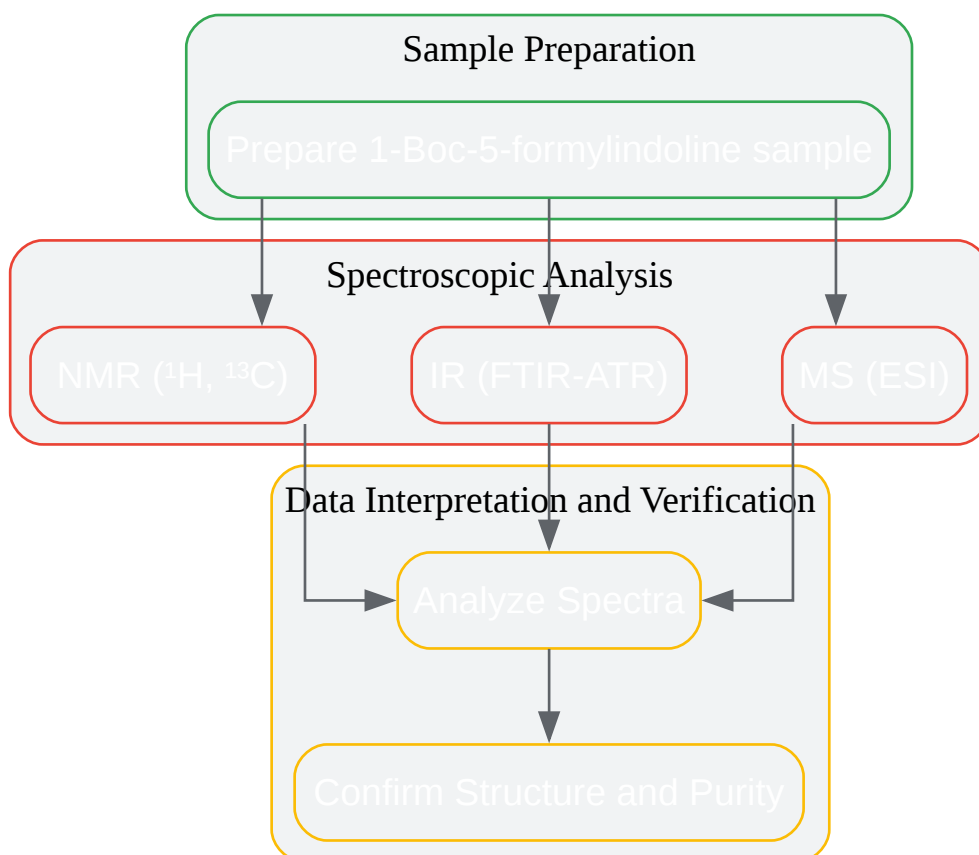 Sample Preparation
Prepare 1-Boc-5-formylindoline sample
Spectroscopic Analysis
NMR (¹H, ¹³C)
IR (FTIR-ATR)
MS (ESI)
Data Interpretation and Verification
Analyze Spectra
Confirm Structure and Purity